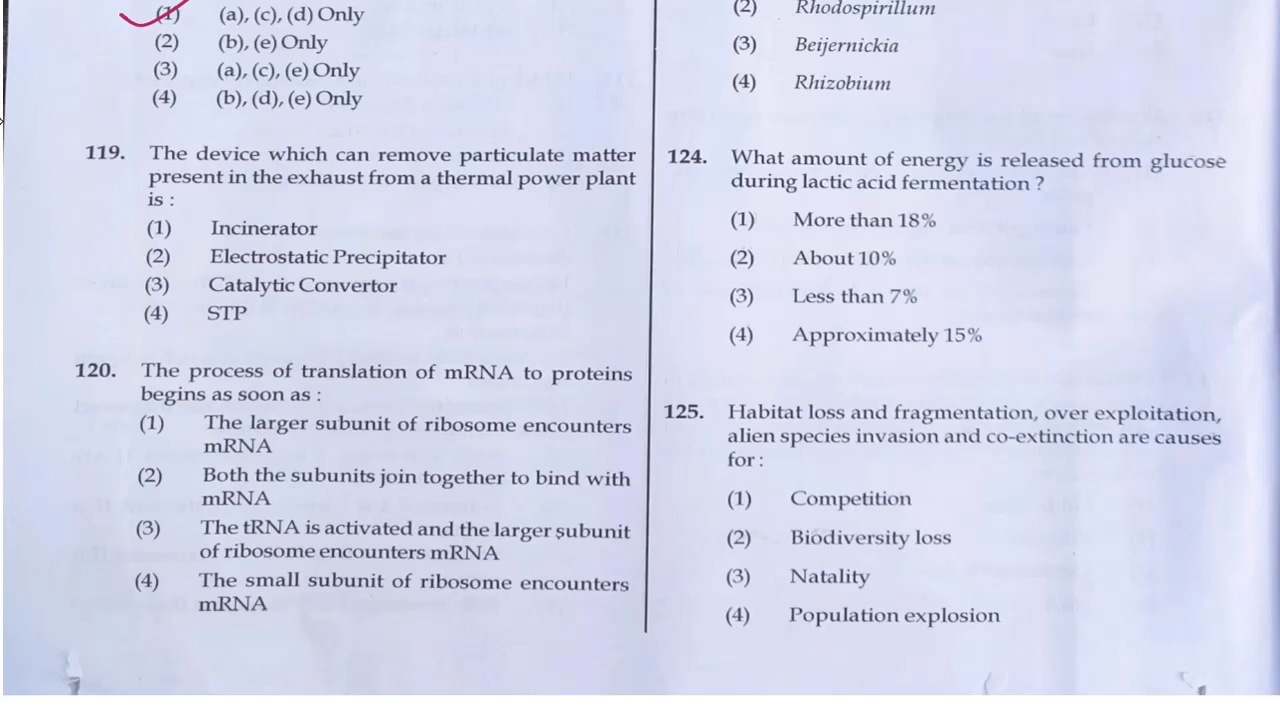 (1) (a), (c), (d) Only
(2) (b), (e) Only
(3) (a), (c), (e) Only
(4) (b), (d), (e) Only
119. The device which can remove particulate matter
present in the exhaust from a thermal power plant
is :
(1) Incinerator
(2) Electrostatic Precipitator
(3) Catalytic Convertor
(4) STP
120. The process of translation of mRNA to proteins
begins as soon as :
(1) The larger subunit of ribosome encounters
mRNA
(2) Both the subunits join together to bind with
mRNA
(3) The tRNA is activated and the larger subunit
of ribosome encounters mRNA
(4) The small subunit of ribosome encounters
mRNA
(2) Rhodospirillum
(3) Beijernickia
(4) Rhizobium
124. What amount of energy is released from glucose
during lactic acid fermentation ?
(1) More than 18%
(2) About 10%
(3) Less than 7%
(4) Approximately 15%
125. Habitat loss and fragmentation, over exploitation,
alien species invasion and co-extinction are causes
for :
(1) Competition
(2) Biodiversity loss
(3) Natality
(4) Population explosion